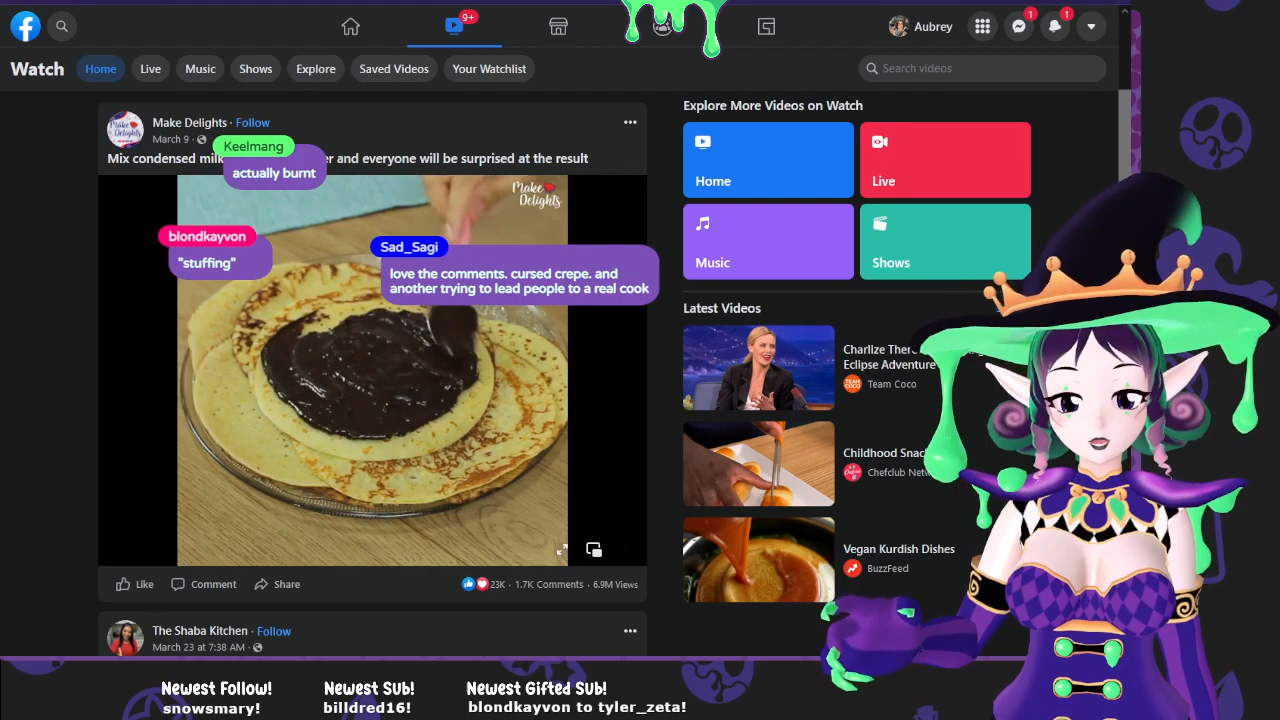 9+
Aubrey
1
1
Watch
Home
Live
Music
Shows
Explore
Saved Videos
Your Watchlist
Search videos
Make Delights · Follow
March 9 ·
Keelmang
Mix condensed milk
and everyone will be surprised at the result
actually burnt
Make Delights
blondkayvon
"stuffing"
Sad_Sagi
love the comments. cursed crepe. and
another trying to lead people to a real cook
Like
Comment
Share
23K · 1.7K Comments · 6.9M Views
The Shaba Kitchen · Follow
March 23 at 7:38 AM ·
Explore More Videos on Watch
Home
Live
Music
Shows
Latest Videos
Charlize
Eclipse Adventure
Team Coco
Childhood
Chefclub
Vegan Kurdish Dishes
BuzzFeed
Newest Follow!
snowsmary!
Newest Sub!
billdred16!
Newest Gifted Sub!
blondkayvon to tyler_zeta!